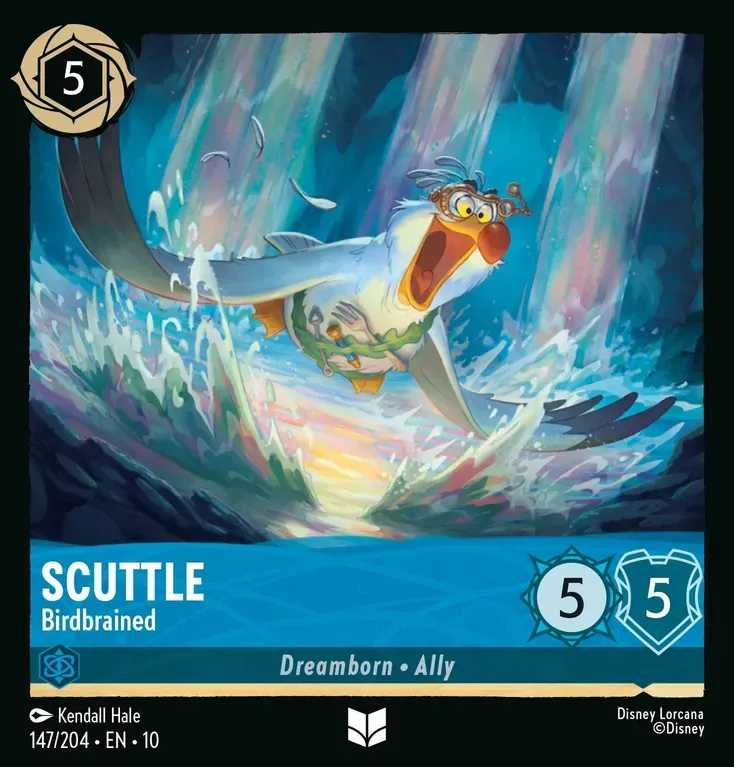 5
SCUTTLE
Birdbrained
5 5
Dreamborn • Ally
Kendall Hale
147/204 • EN • 10
Disney Lorcana
©Disney